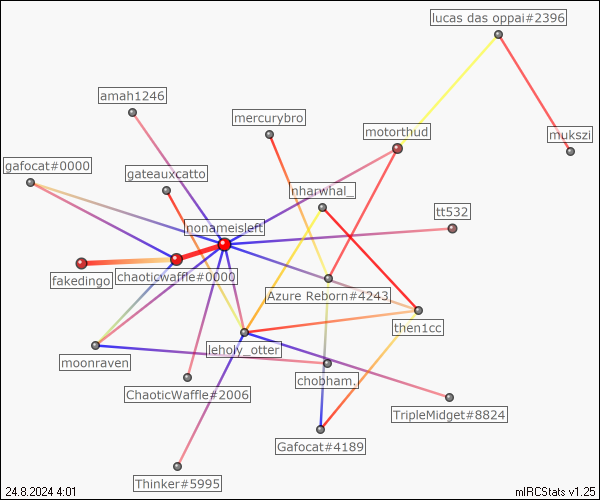 lucas das oppai#2396
amah1246
mercurybro
motorthud
mukszi
gafocat#0000
gateauxcatto
nharwhal_
tt532
nonameisleft
fakedingo
chaoticwaffle#0000
Azure Reborn#4243
then1cc
moonraven
leholy_otter
chobham.
ChaoticWaffle#2006
TripleMidget#8824
Gafocat#4189
Thinker#5995
24.8.2024 4:01
mIRCStats v1.25